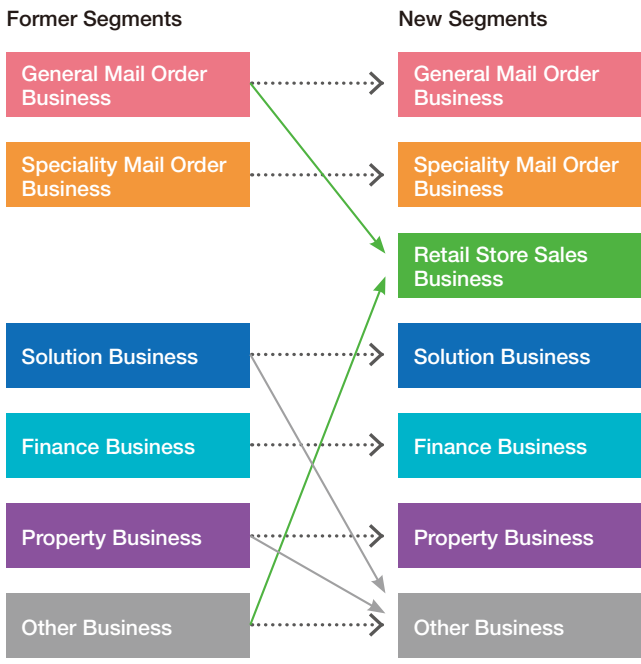 Former Segments
New Segments
General Mail Order
Business
General Mail Order
Business
Speciality Mail Order
Business
Speciality Mail Order
Business
Retail Store Sales
Business
Solution Business
Solution Business
Finance Business
Finance Business
Property Business
Property Business
Other Business
Other Business